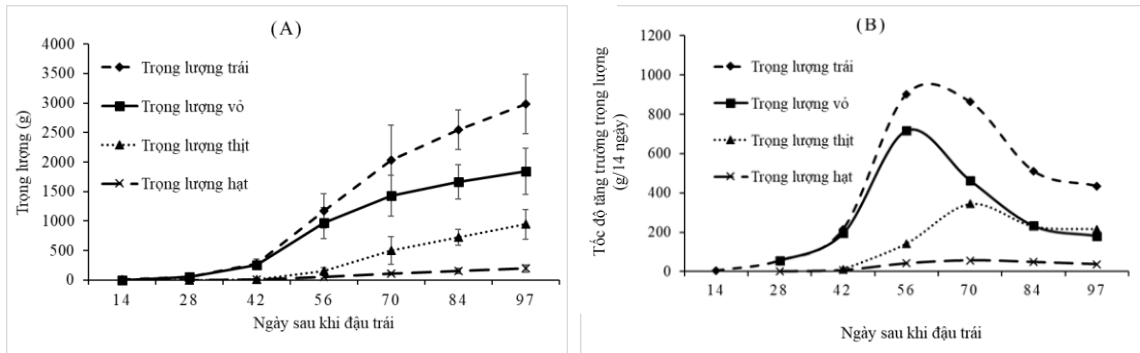 (A)
4000
3500
3000
2500
2000
1500
1000
500
0
Trọng lượng (g)
Trọng lượng trái
Trọng lượng vỏ
Trọng lượng thịt
Trọng lượng hạt
14 28 42 56 70 84 97
Ngày sau khi đậu trái
(B)
1200
1000
800
600
400
200
0
Tốc độ tăng trưởng trọng lượng
(g/14 ngày)
Trọng lượng trái
Trọng lượng vỏ
Trọng lượng thịt
Trọng lượng hạt
14 28 42 56 70 84 97
Ngày sau khi đậu trái